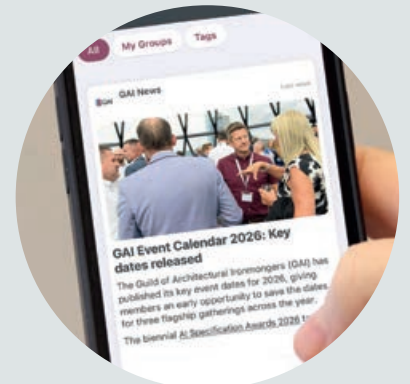 All My Groups Tags
GAI News
GAI Event Calendar 2026: Key
dates released
The Guild of Architectural Ironmongers (GAI) has
published its key event dates for 2026, giving
members an early opportunity to save the dates
for three flagship gatherings across the year.
The biennial AI Specification Awards 2026